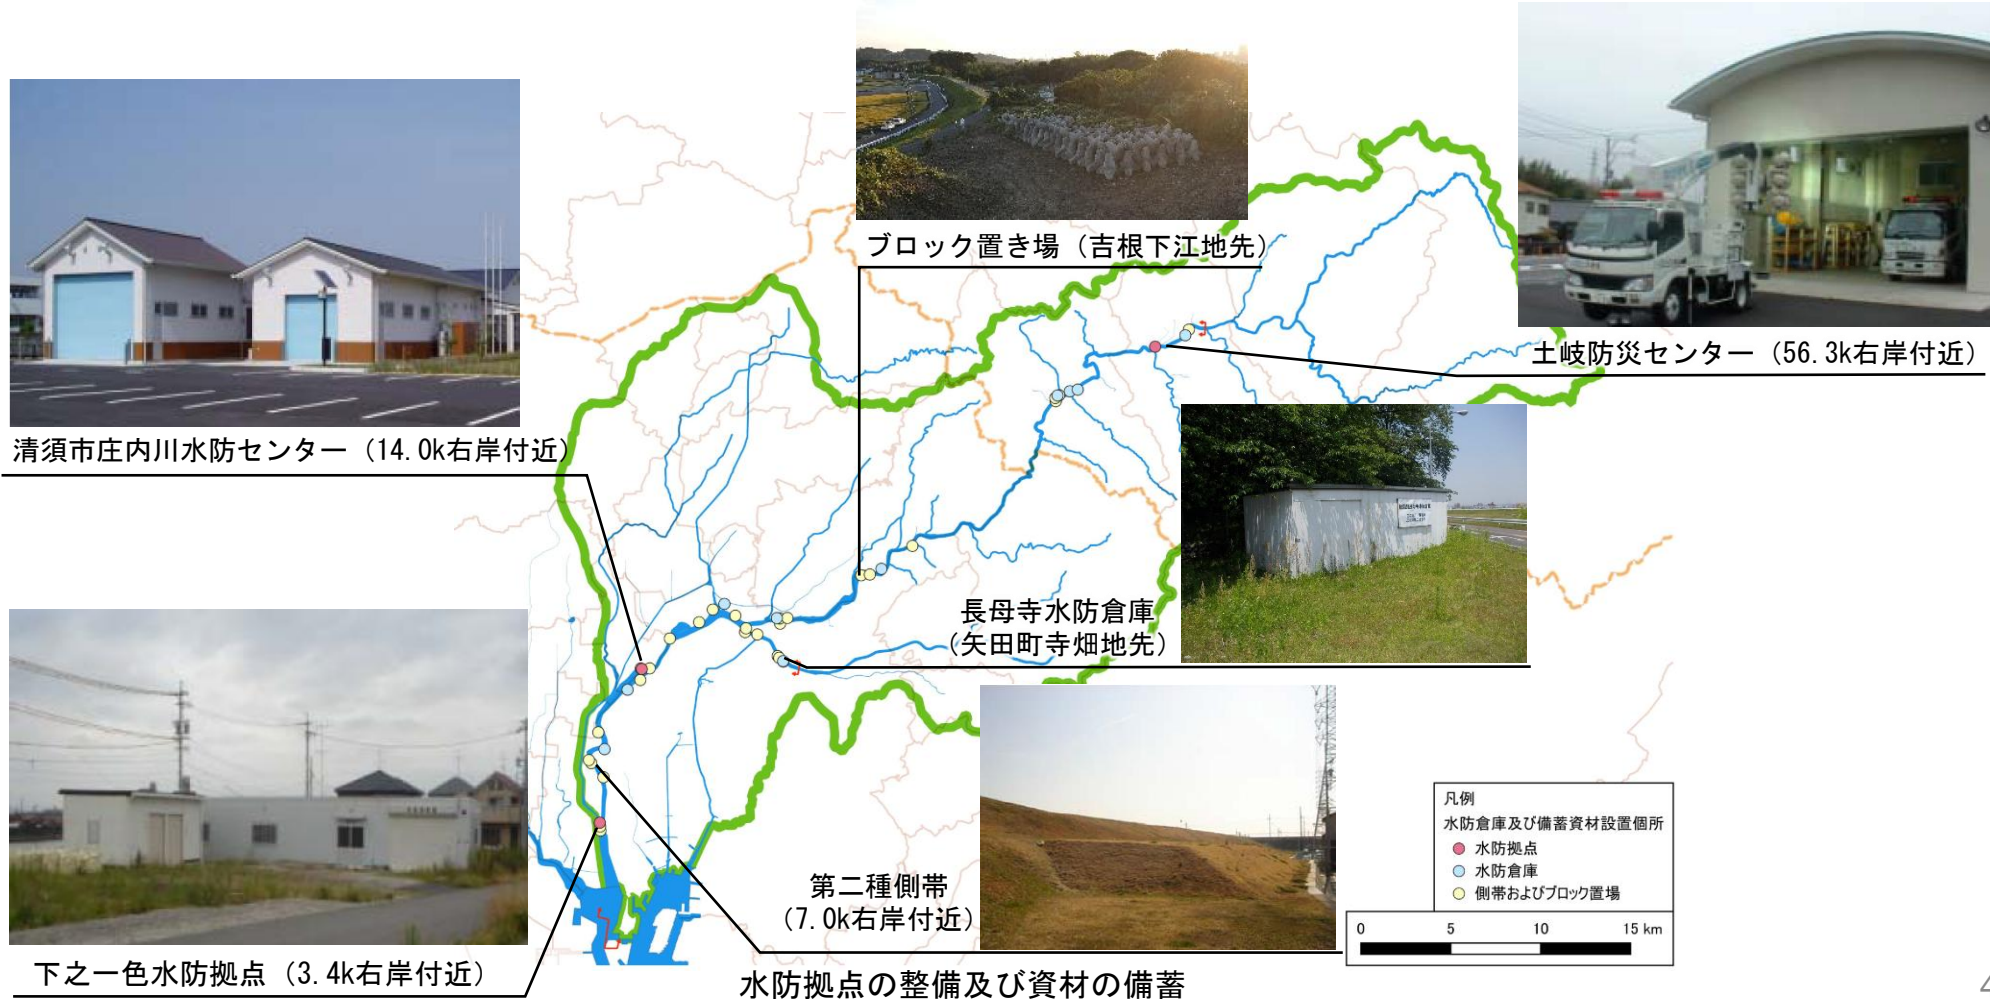 ブロック置き場（吉根下江地先）
土岐防災センター（56.3k右岸付近）
清須市庄内川水防センター（14.0k右岸付近）
長母寺水防倉庫
（矢田町寺畑地先）
第二種側帯
（7.0k右岸付近）
下之一色水防拠点（3.4k右岸付近）
水防拠点の整備及び資材の備蓄
凡例
水防倉庫及び備蓄資材設置個所
水防拠点
水防倉庫
側帯およびブロック置場
0 5 10 15 km